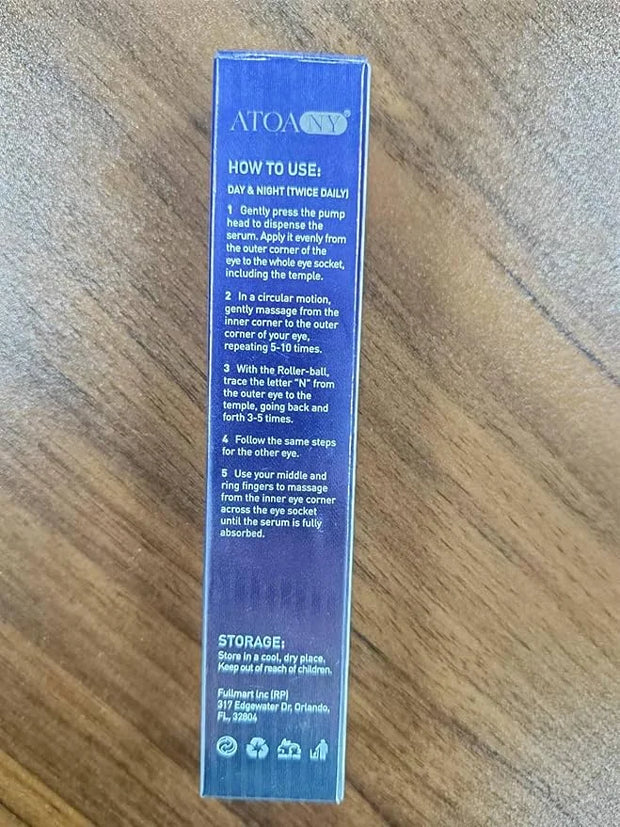 ATOANY®
HOW TO USE:
DAY & NIGHT (TWICE DAILY)
1 Gently press the pump
head to dispense the
serum. Apply it evenly from
the outer corner of the
eye to the whole eye socket,
including the temple.
2 In a circular motion,
gently massage from the
inner corner to the outer
corner of your eye,
repeating 5-10 times.
3 With the Roller-ball,
trace the letter "N" from
the outer eye to the
temple, going back and
forth 3-5 times.
4 Follow the same steps
for the other eye.
5 Use your middle and
ring fingers to massage
from the inner eye corner
across the eye socket
until the serum is fully
absorbed.
STORAGE:
Store in a cool, dry place.
Keep out of reach of children.
Fullmart Inc (RP)
317 Edgewater Dr, Orlando,
FL, 32804